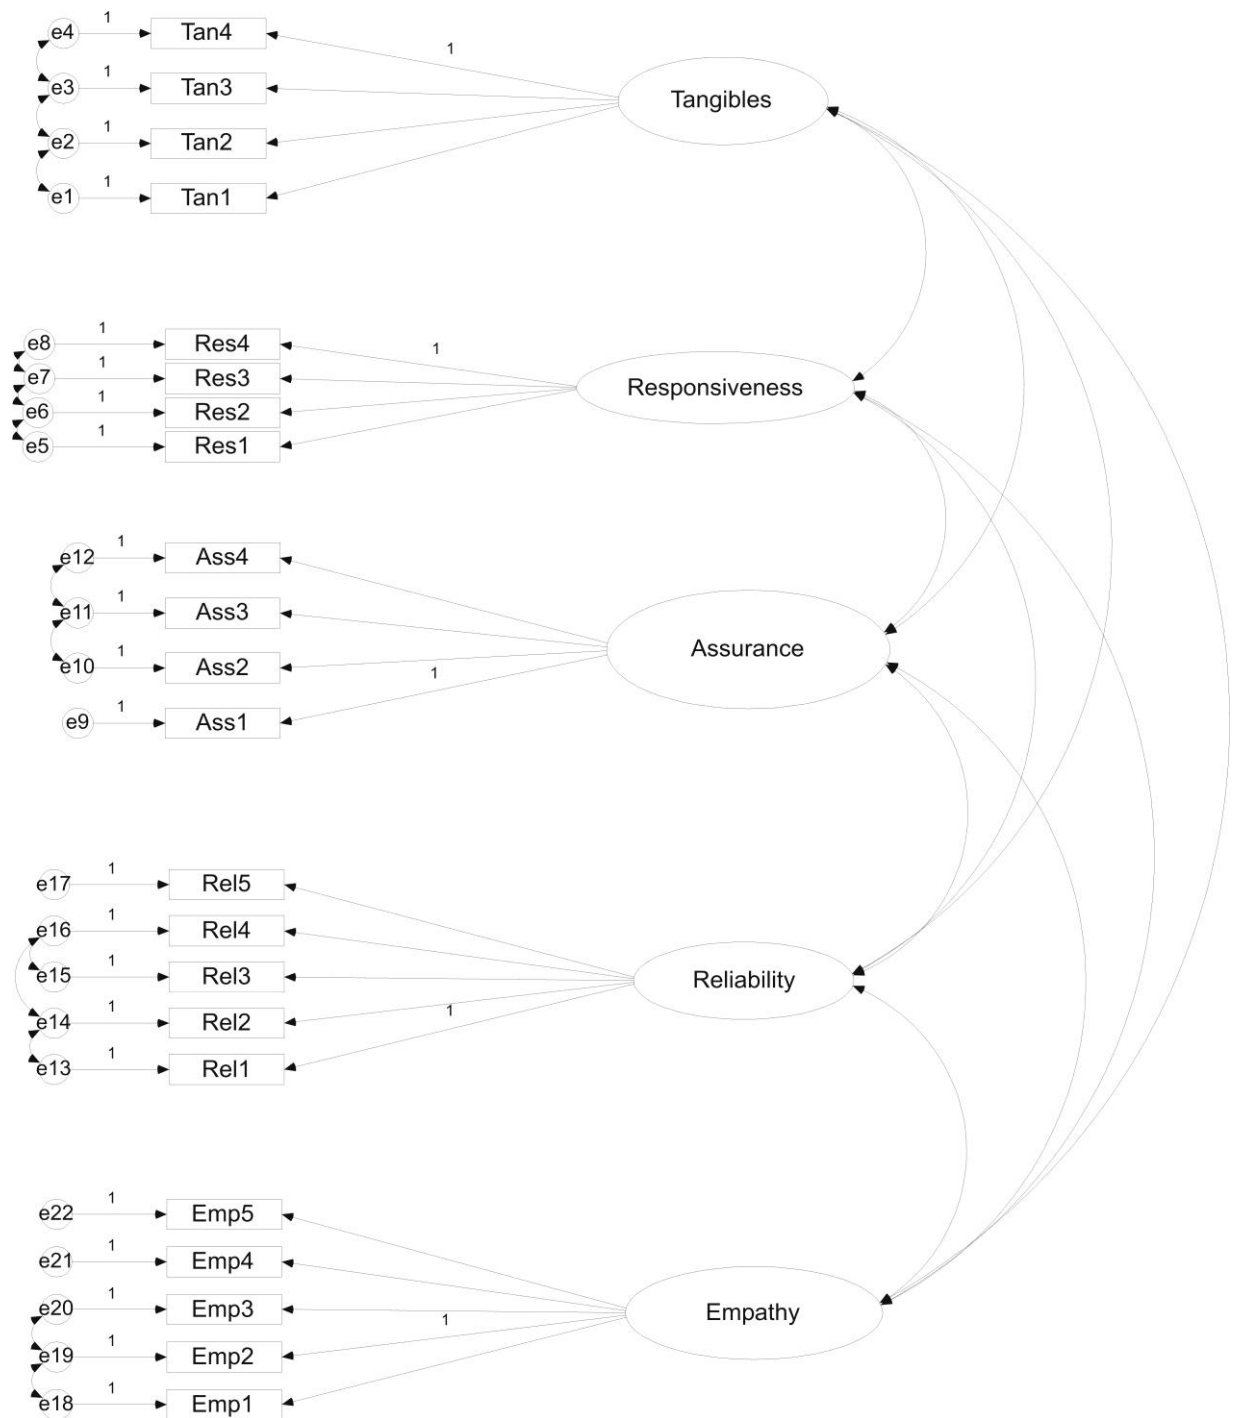 e4 1 Tan4 1
e3 1 Tan3 Tangibles
e2 1 Tan2
e1 1 Tan1
e8 1 Res4 1
e7 1 Res3 Responsiveness
e6 1 Res2
e5 1 Res1
e12 1 Ass4
e11 1 Ass3 Assurance
e10 1 Ass2 1
e9 1 Ass1
e17 1 Rel5
e16 1 Rel4
e15 1 Rel3 Reliability
e14 1 Rel2 1
e13 1 Rel1
e22 1 Emp5
e21 1 Emp4
e20 1 Emp3 Empathy
e19 1 Emp2 1
e18 1 Emp1